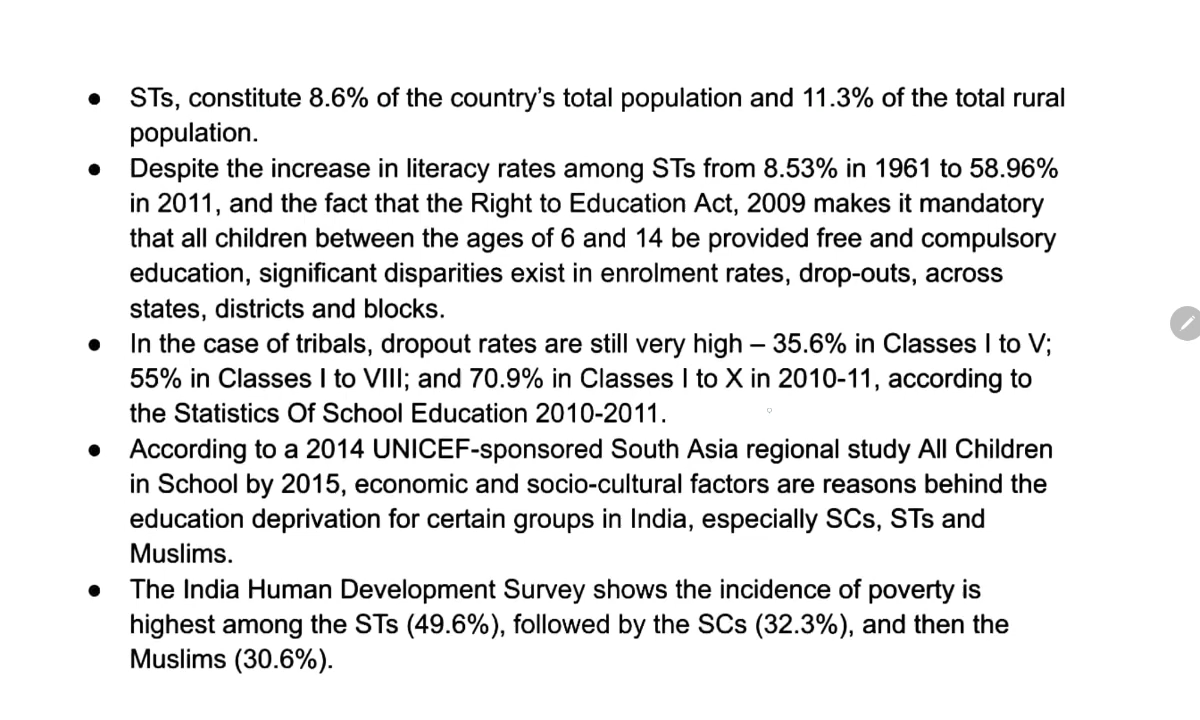 ● STs, constitute 8.6% of the country's total population and 11.3% of the total rural
population.
● Despite the increase in literacy rates among STs from 8.53% in 1961 to 58.96%
in 2011, and the fact that the Right to Education Act, 2009 makes it mandatory
that all children between the ages of 6 and 14 be provided free and compulsory
education, significant disparities exist in enrolment rates, drop-outs, across
states, districts and blocks.
● In the case of tribals, dropout rates are still very high – 35.6% in Classes I to V;
55% in Classes I to VIII; and 70.9% in Classes I to X in 2010-11, according to
the Statistics Of School Education 2010-2011.
● According to a 2014 UNICEF-sponsored South Asia regional study All Children
in School by 2015, economic and socio-cultural factors are reasons behind the
education deprivation for certain groups in India, especially SCs, STs and
Muslims.
● The India Human Development Survey shows the incidence of poverty is
highest among the STs (49.6%), followed by the SCs (32.3%), and then the
Muslims (30.6%).